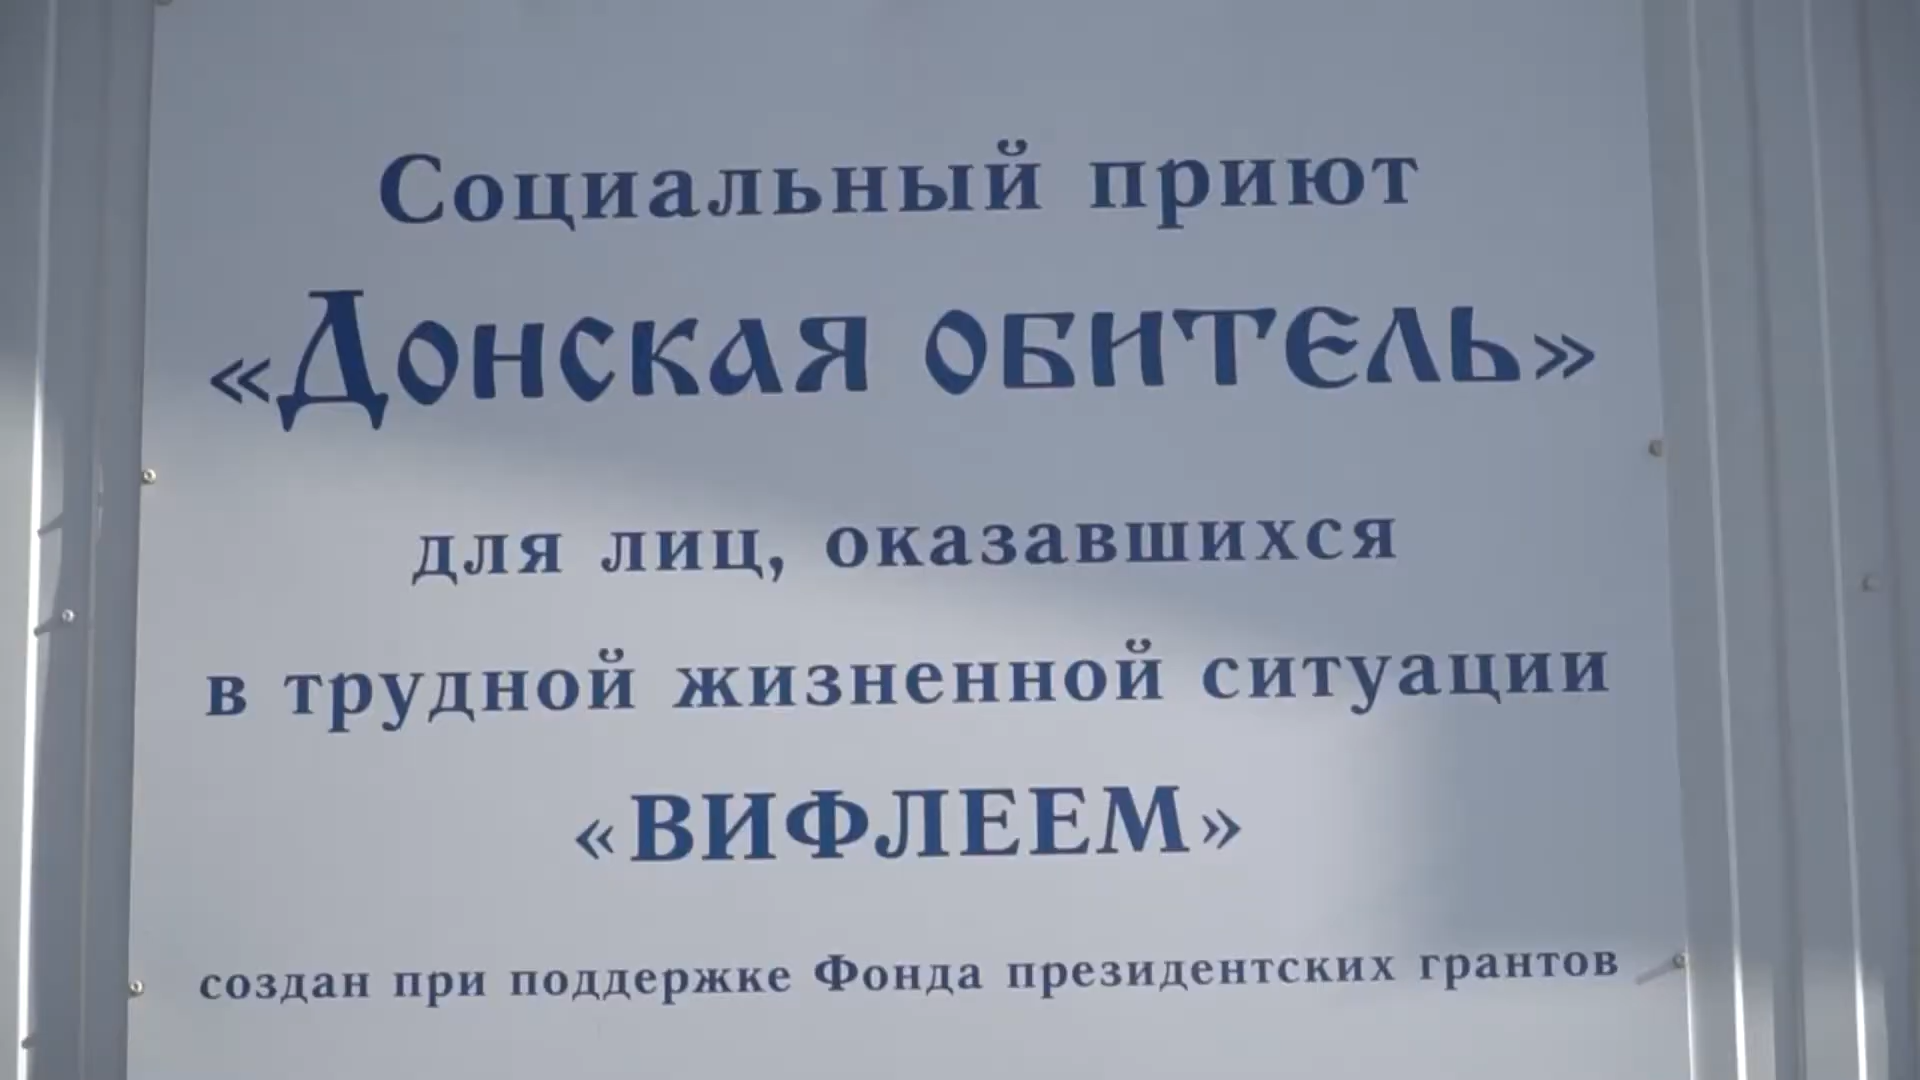 Социальный приют
«Донская обитель»
для лиц, оказавшихся
в трудной жизненной ситуации
«ВИФЛЕЕМ»
создан при поддержке Фонда президентских грантов